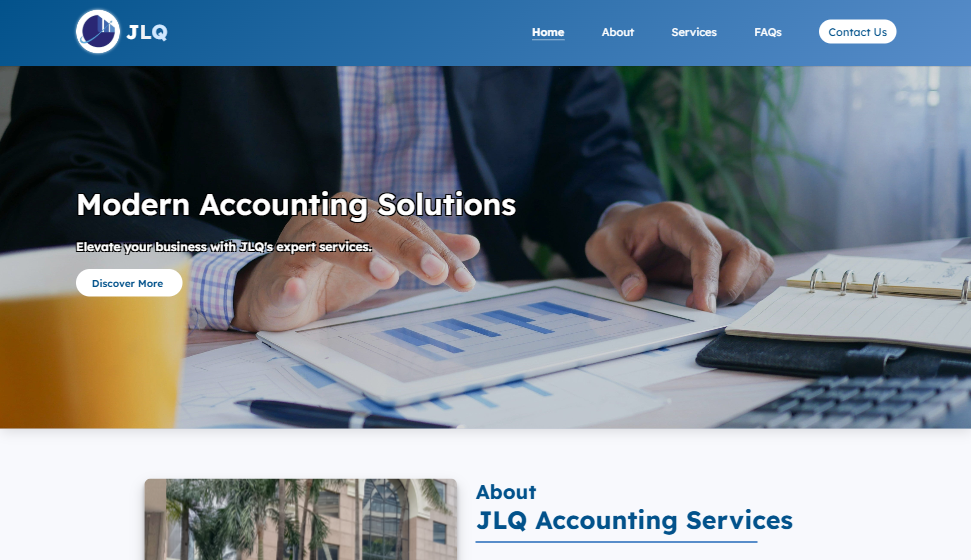 JLQ
Home
About
Services
FAQs
Contact Us
Modern Accounting Solutions
Elevate your business with JLQ's expert services.
Discover More
About
JLQ Accounting Services